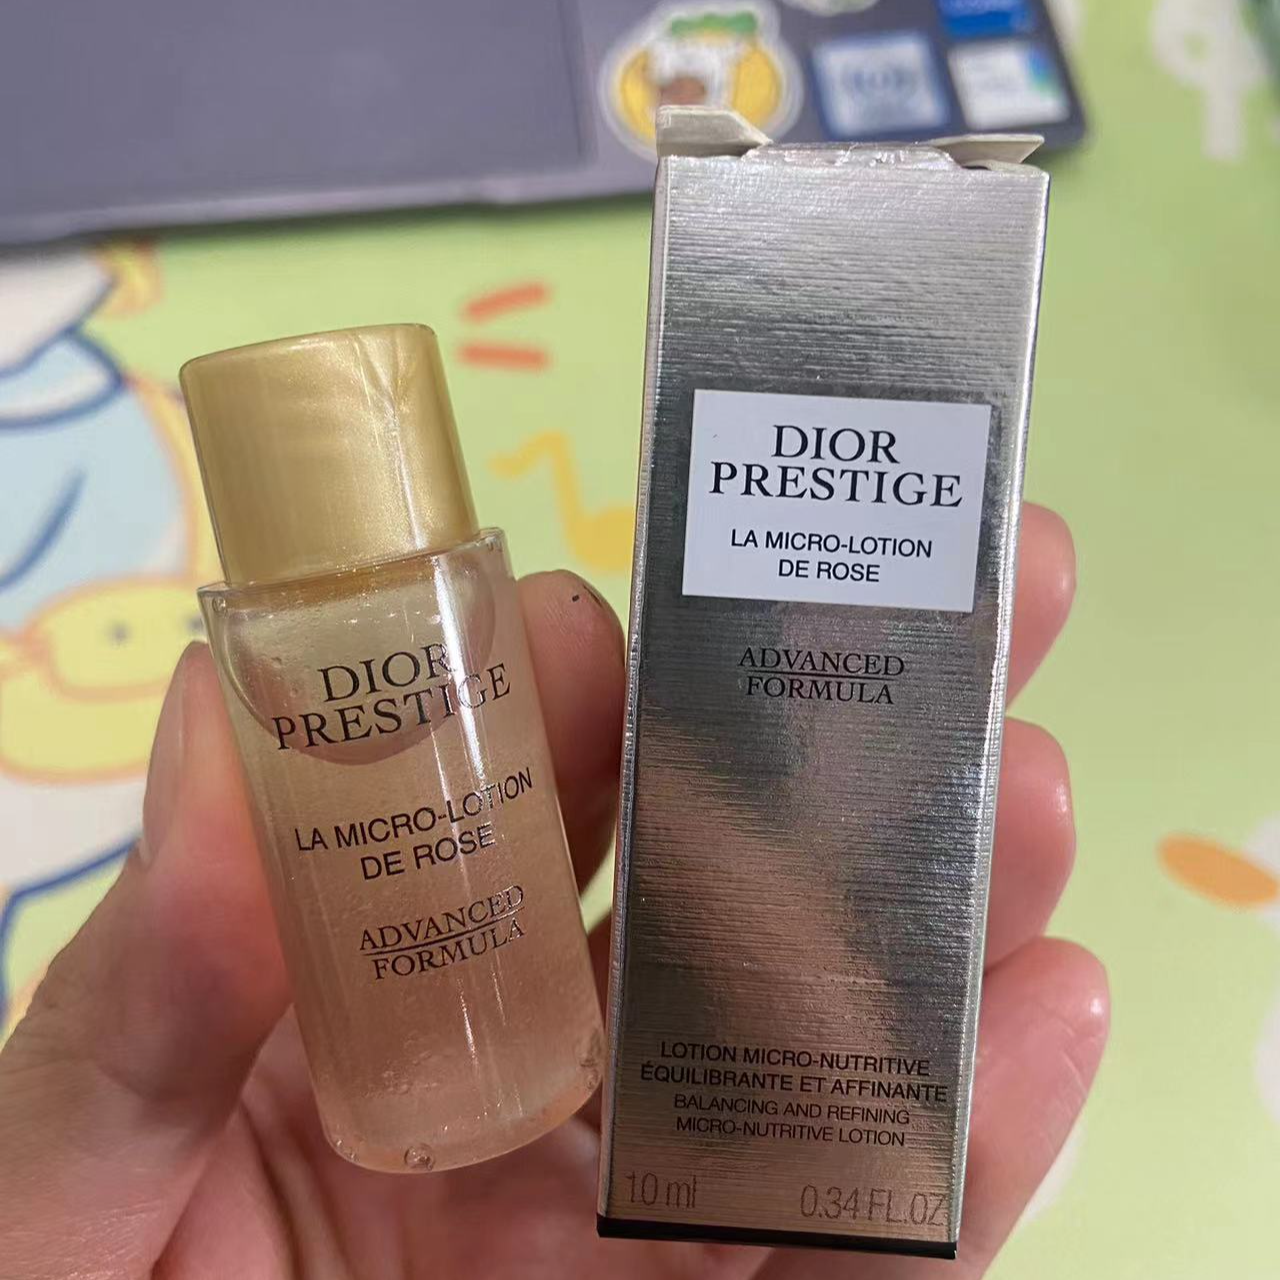 DIOR
PRESTIGE
LA MICRO-LOTION
DE ROSE
ADVANCED
FORMULA
DIOR
PRESTIGE
LA MICRO-LOTION
DE ROSE
ADVANCED
FORMULA
LOTION MICRO-NUTRITIVE
ÉQUILIBRANTE ET AFFINANTE
BALANCING AND REFINING
MICRO-NUTRITIVE LOTION
10 ml 0.34 FL.OZ